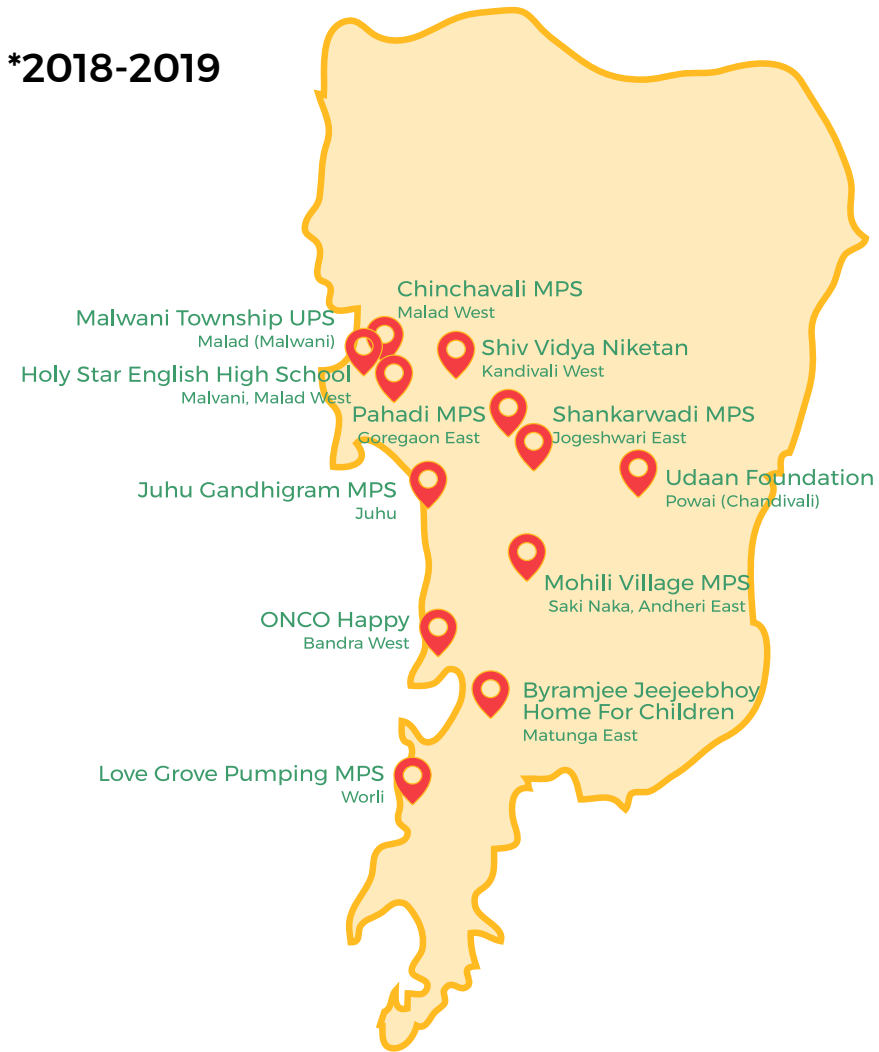 *2018-2019
Chinchavali MPS
Malad West
Malwani Township UPS
Malad (Malwani)
Shiv Vidya Niketan
Kandivali West
Holy Star English High School
Malvani, Malad West
Pahadi MPS
Goregaon East
Shankarwadi MPS
Jogeshwari East
Udaan Foundation
Powai (Chandivali)
Juhu Gandhigram MPS
Juhu
Mohili Village MPS
Saki Naka, Andheri East
ONCO Happy
Bandra West
Byramjee Jeejeebhoy
Home For Children
Matunga East
Love Grove Pumping MPS
Worli